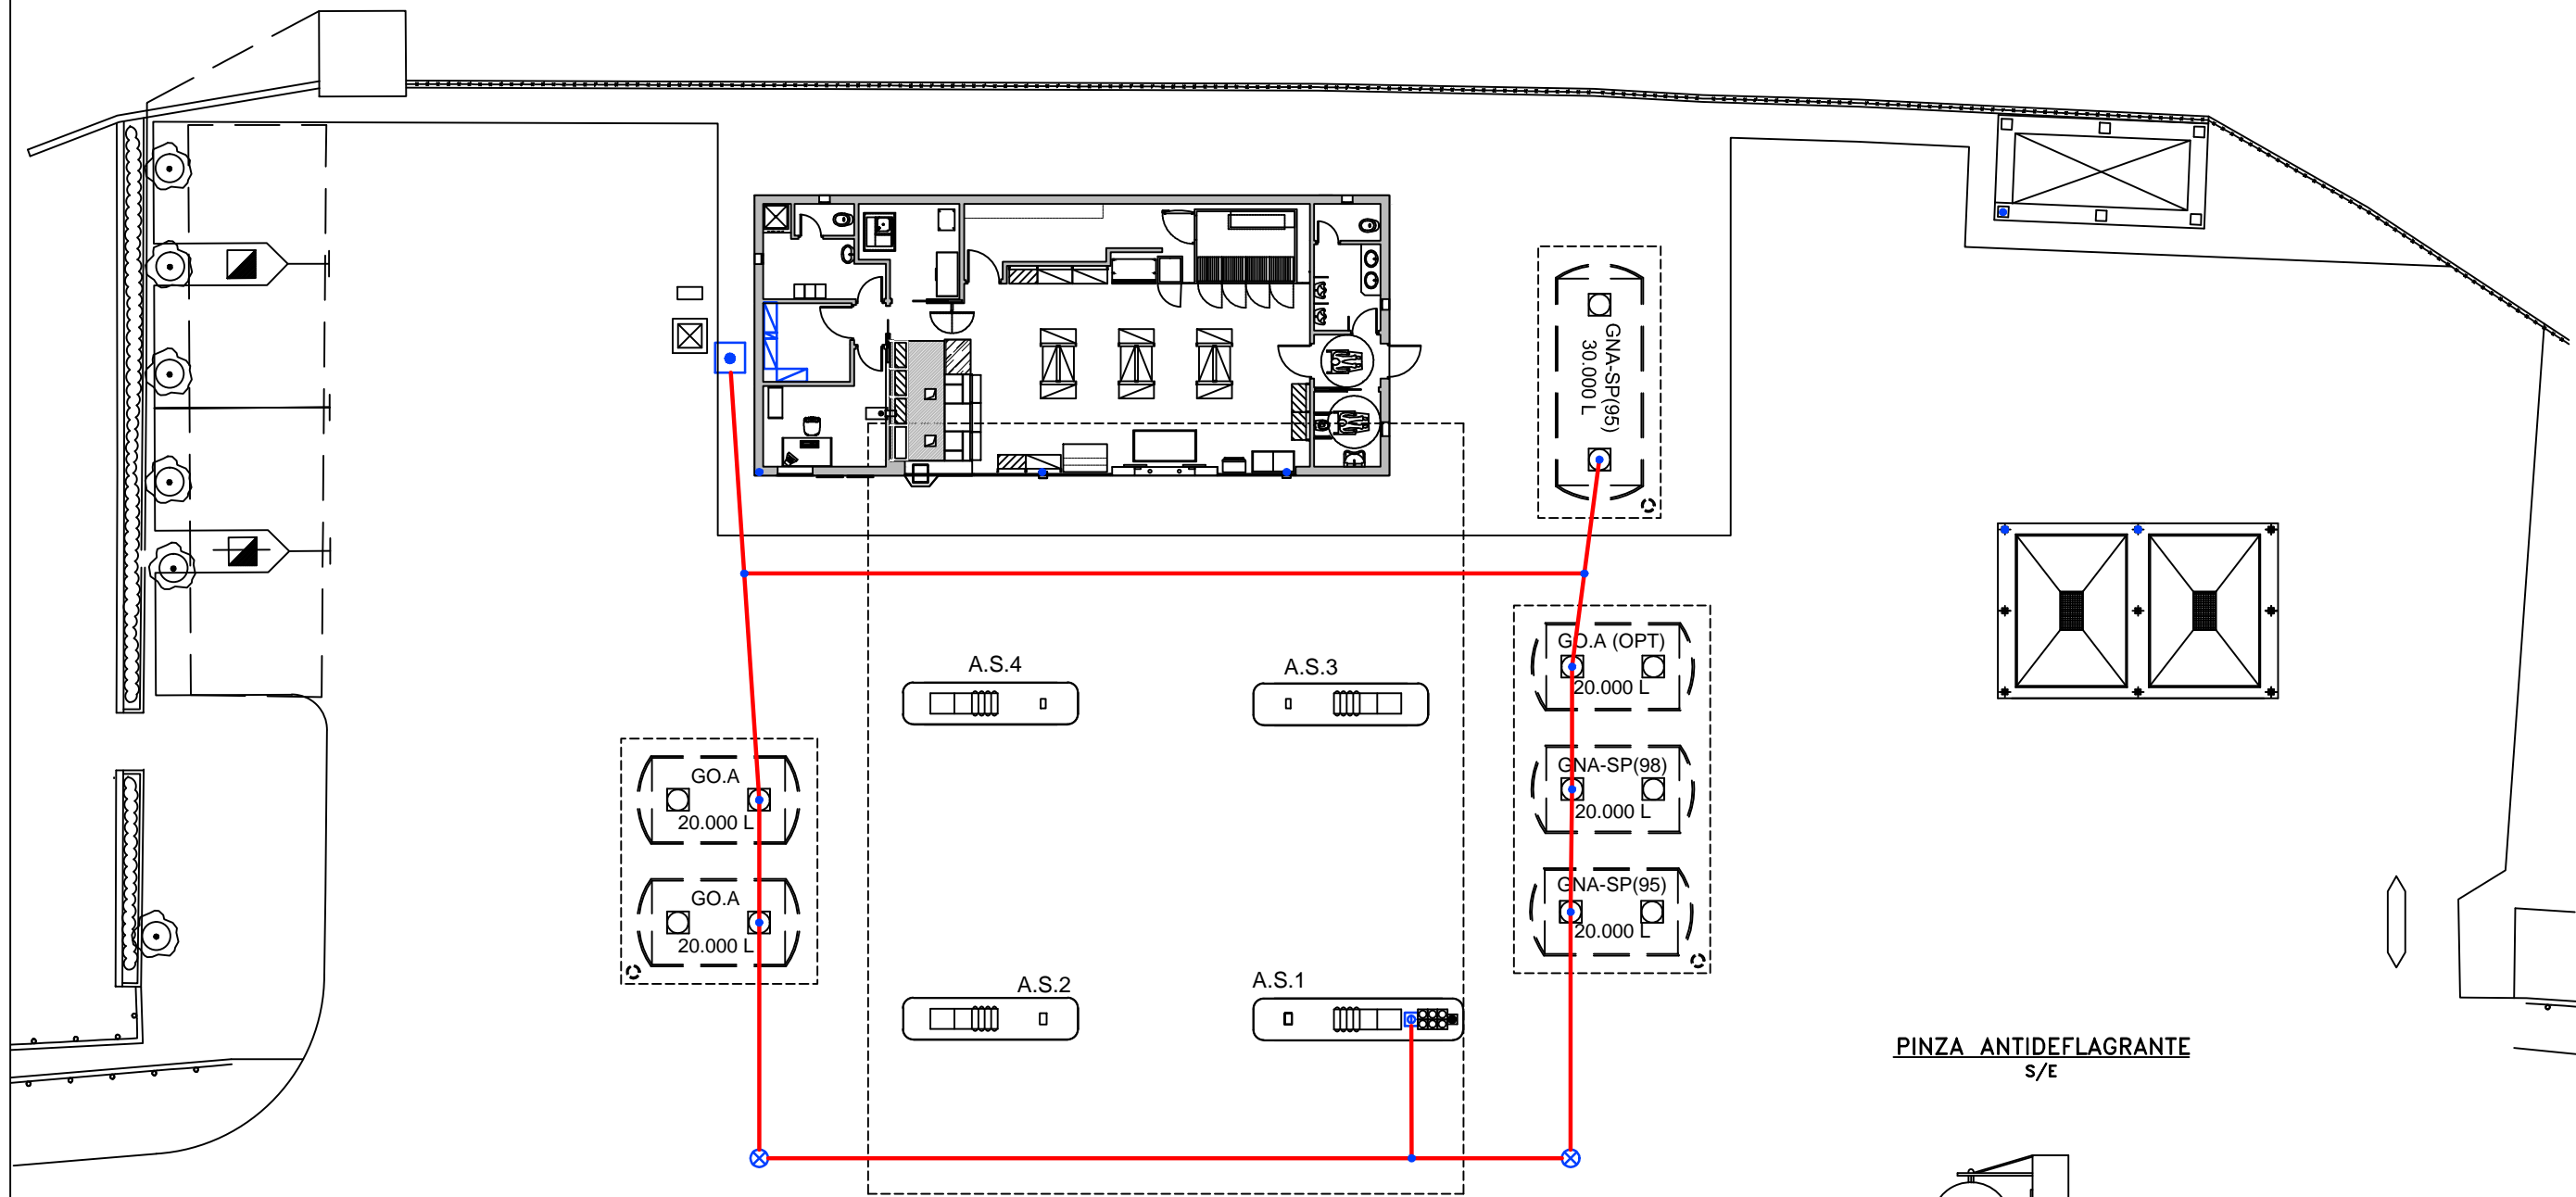 GNA-SP(95)
30.000 L
GO.A (OPT)
20.000 L
A.S.4
A.S.3
GO.A
20.000 L
GNA-SP(98)
20.000 L
GO.A
20.000 L
GNA-SP(95)
20.000 L
A.S.2
A.S.1
PINZA ANTIDEFLAGRANTE
S/E